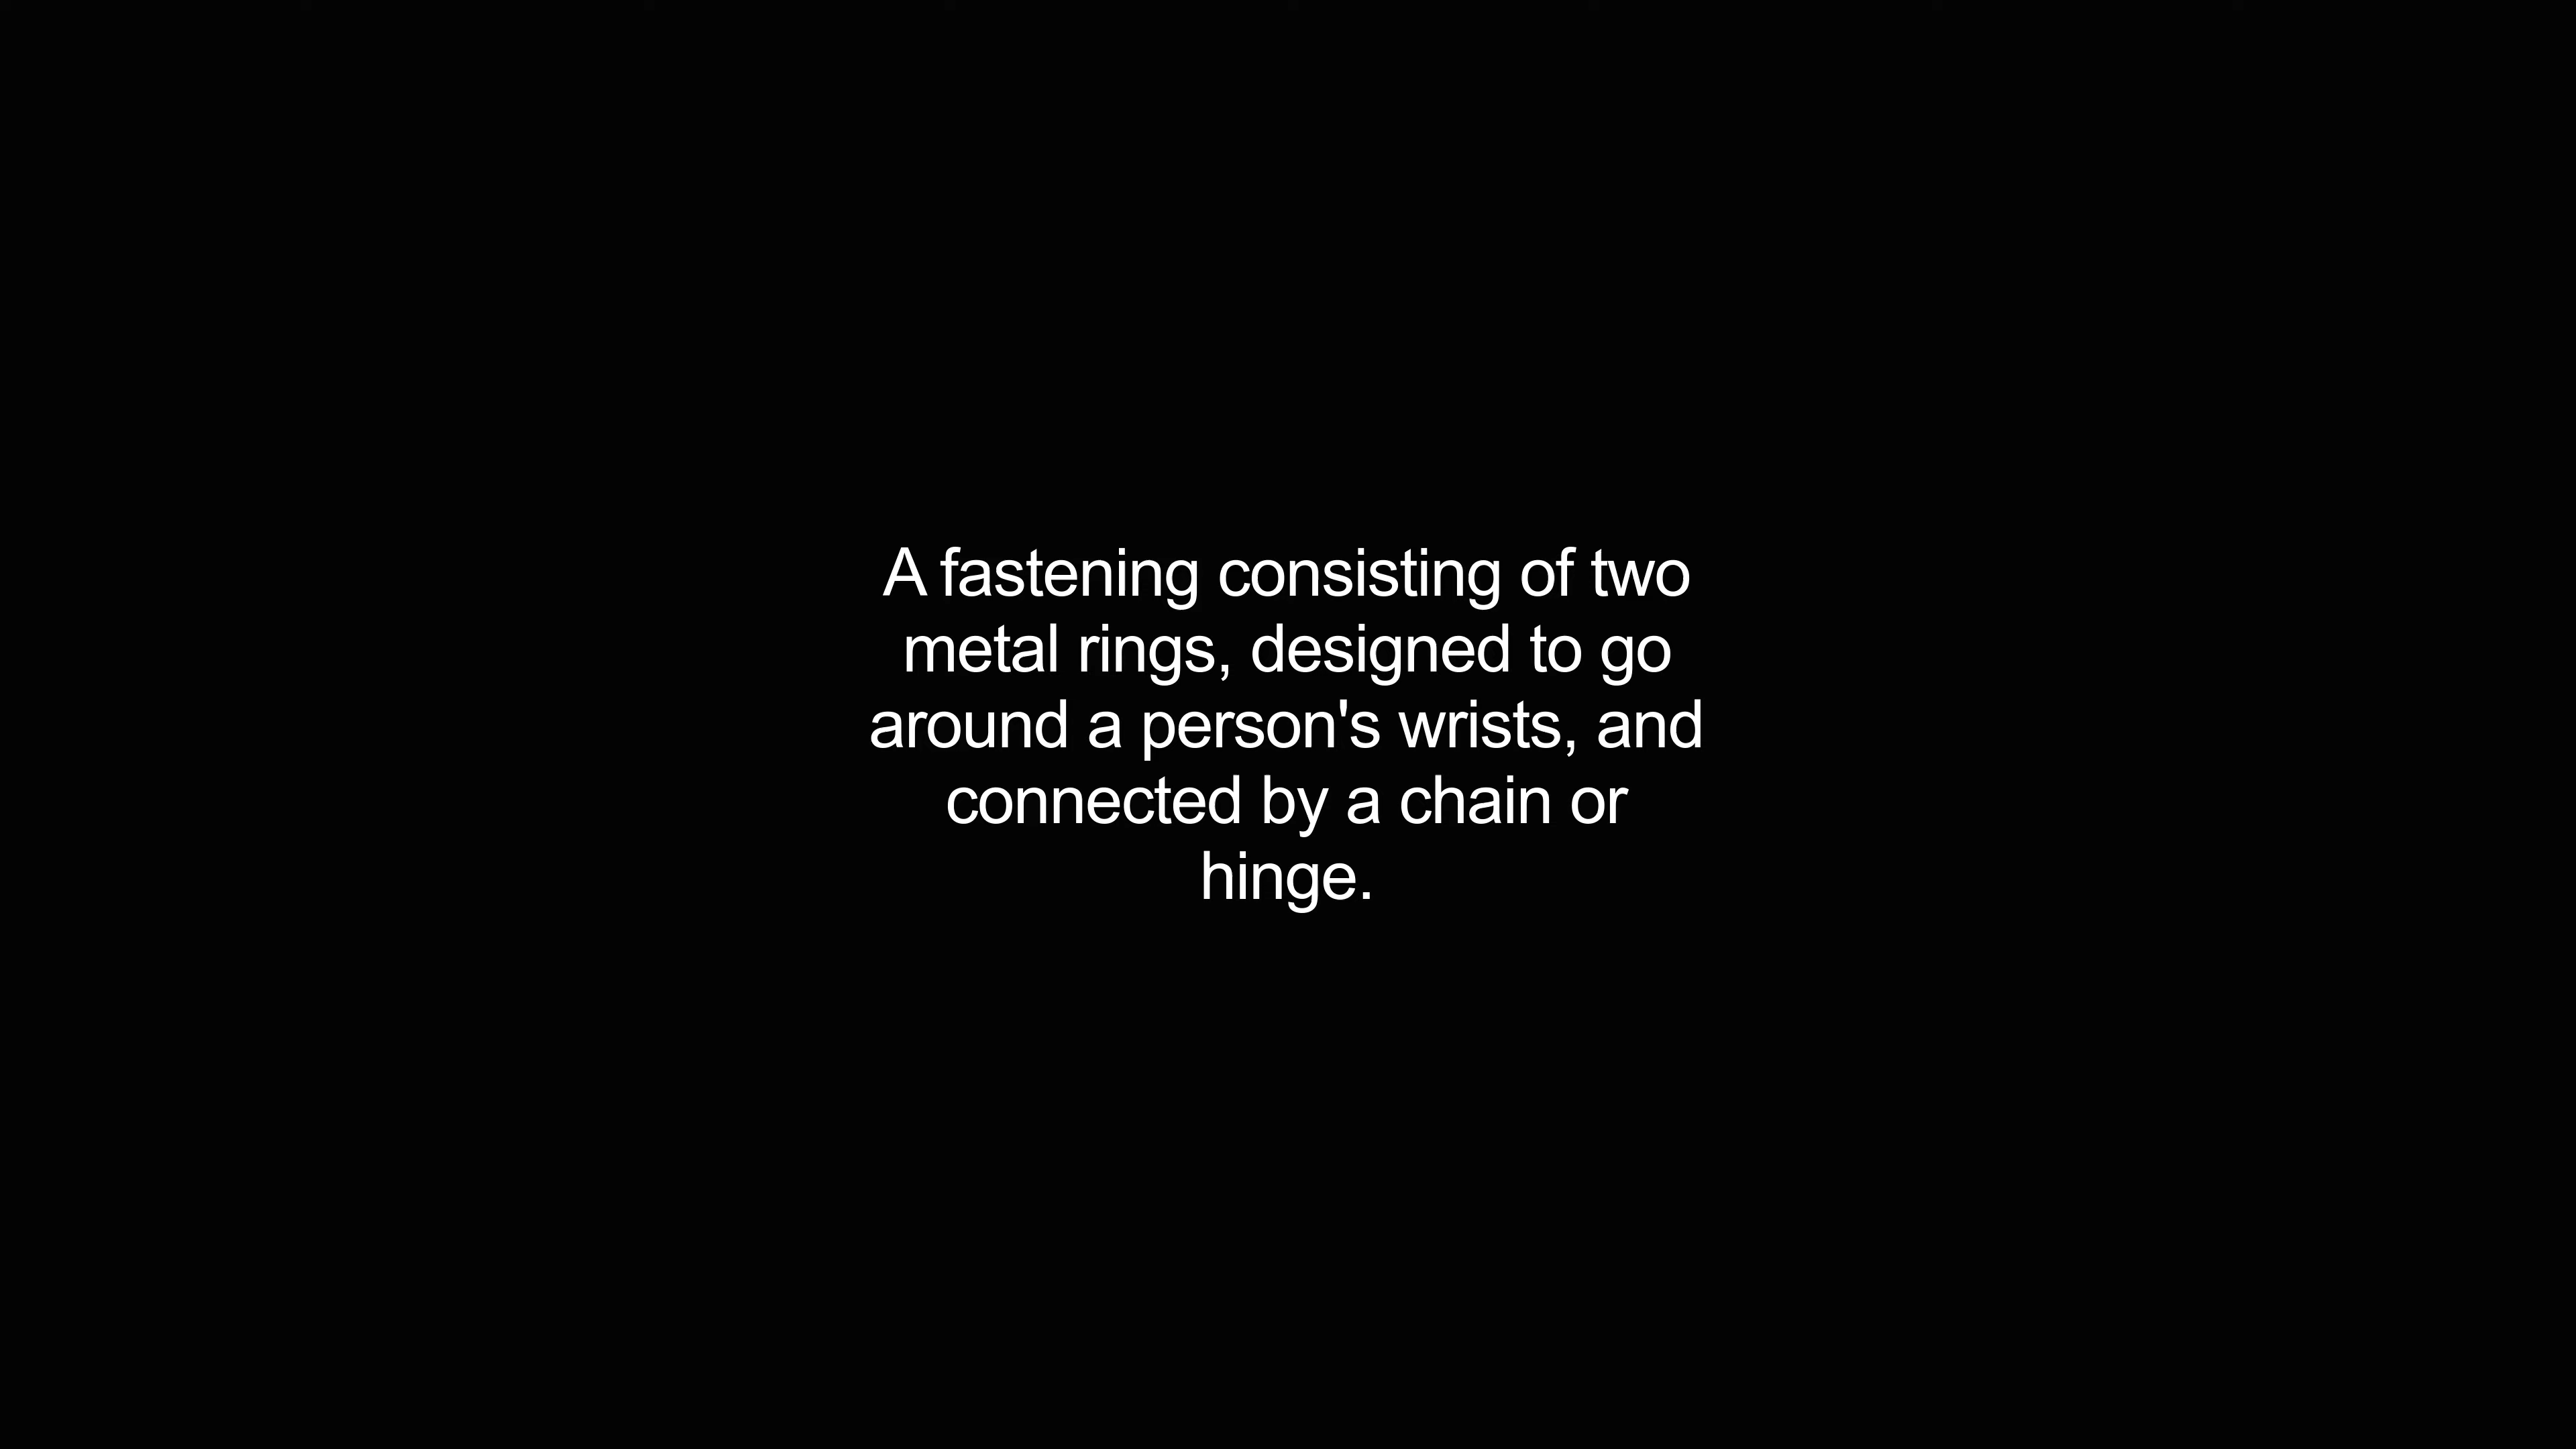 A fastening consisting of two
metal rings, designed to go
around a person's wrists, and
connected by a chain or
hinge.